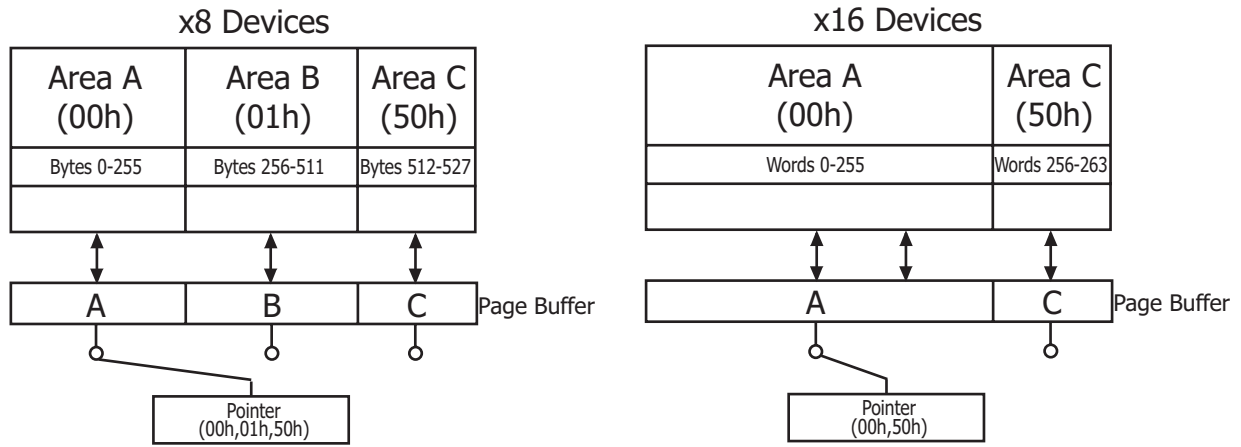 x8 Devices
Area A
(00h)
Area B
(01h)
Area C
(50h)
Bytes 0-255
Bytes 256-511
Bytes 512-527
A
B
C
Page Buffer
Pointer
(00h,01h,50h)
x16 Devices
Area A
(00h)
Area C
(50h)
Words 0-255
Words 256-263
A
C
Page Buffer
Pointer
(00h,50h)